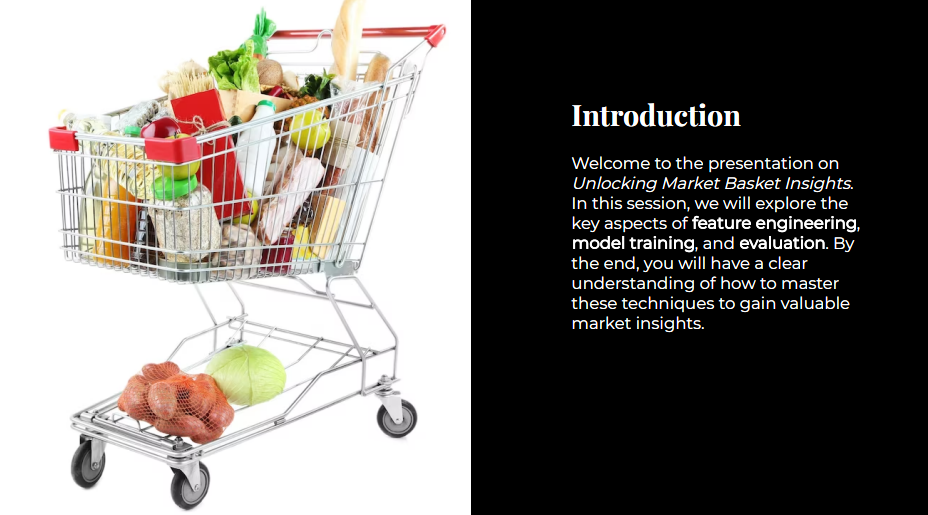 Introduction
Welcome to the presentation on
Unlocking Market Basket Insights.
In this session, we will explore the
key aspects of feature engineering,
model training, and evaluation. By
the end, you will have a clear
understanding of how to master
these techniques to gain valuable
market insights.